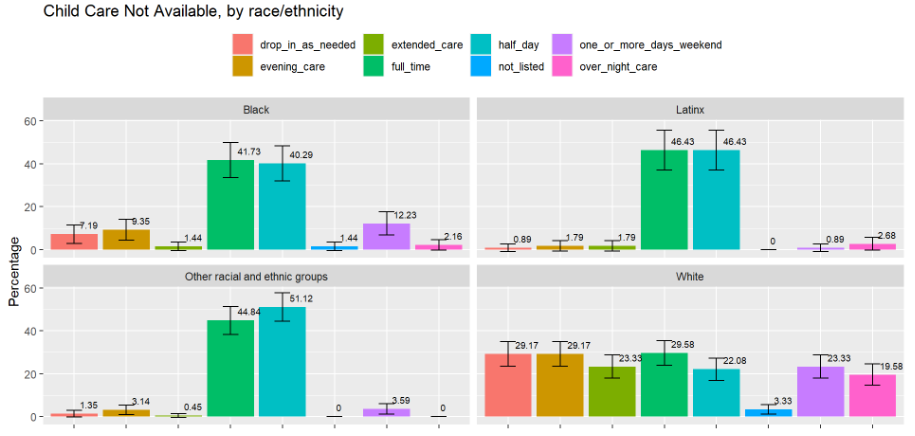 Child Care Not Available, by race/ethnicity
drop_in_as_needed extended_care half_day one_or_more_days_weekend
evening_care full_time not_listed over_night_care
Black Latinx
60
40
20
0
7.19 9.35 1.44 41.73 40.29 1.44 12.23 2.16
0.89 1.79 1.79 46.43 46.43 0 0.89 2.68
Percentage
Other racial and ethnic groups White
60
40
20
0
1.35 3.14 0.45 44.84 51.12 0 3.59 0
29.17 29.17 23.33 29.58 22.08 3.33 23.33 19.58